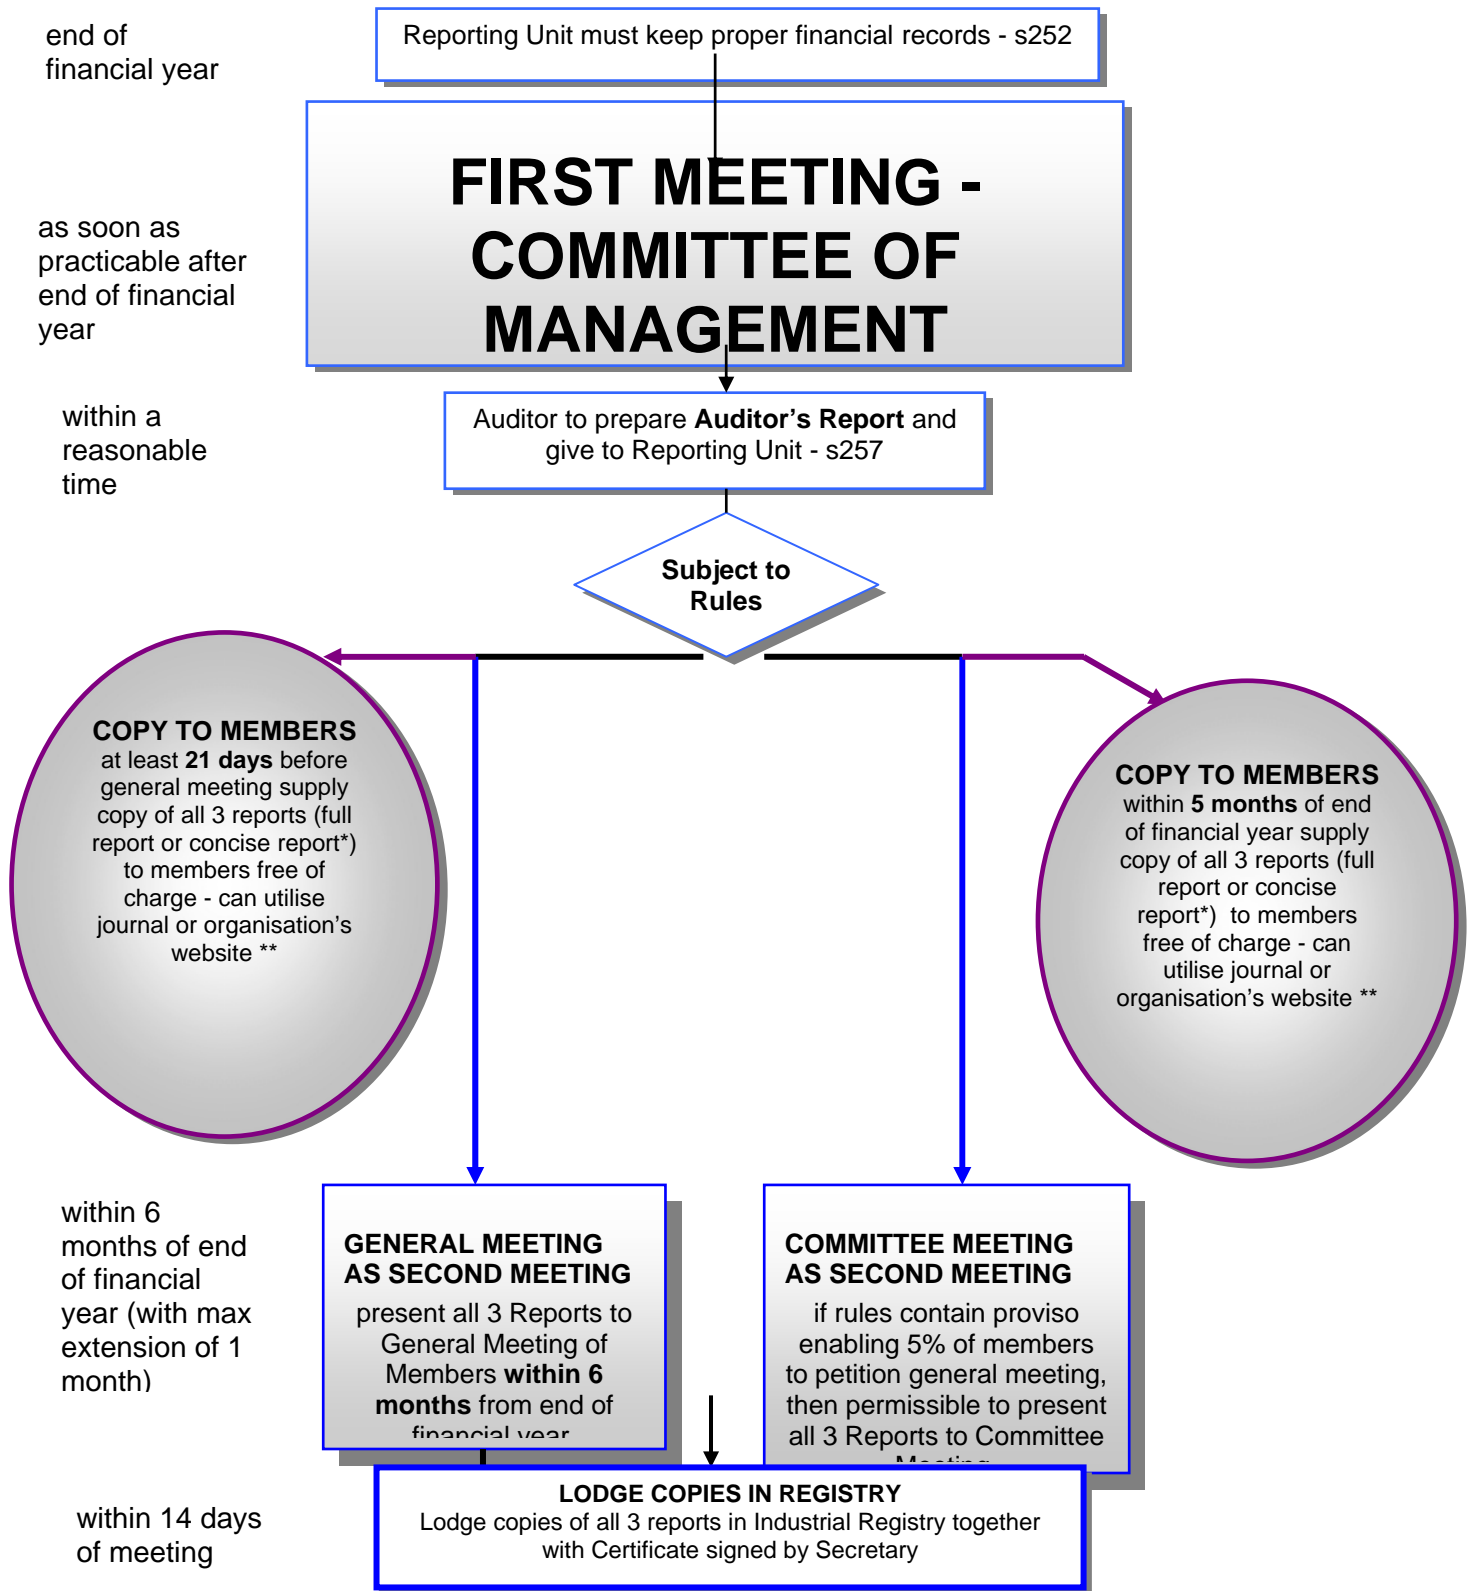 end of
financial year
Reporting Unit must keep proper financial records - s252
FIRST MEETING -
COMMITTEE OF
MANAGEMENT
as soon as
practicable after
end of financial
year
within a
reasonable
time
Auditor to prepare Auditor's Report and
give to Reporting Unit - s257
Subject to
Rules
COPY TO MEMBERS
at least 21 days before
general meeting supply
copy of all 3 reports (full
report or concise report*)
to members free of
charge - can utilise
journal or organisation's
website **
COPY TO MEMBERS
within 5 months of end
of financial year supply
copy of all 3 reports (full
report or concise
report*) to members
free of charge - can
utilise journal or
organisation's website **
within 6
months of end
of financial
year (with max
extension of 1
month)
GENERAL MEETING
AS SECOND MEETING
present all 3 Reports to
General Meeting of
Members within 6
months from end of
financial year
COMMITTEE MEETING
AS SECOND MEETING
if rules contain proviso
enabling 5% of members
to petition general meeting,
then permissible to present
all 3 Reports to Committee
Meeting
within 14 days
of meeting
LODGE COPIES IN REGISTRY
Lodge copies of all 3 reports in Industrial Registry together
with Certificate signed by Secretary